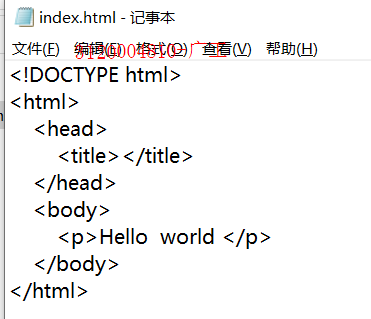 index.html - 记事本
文件(F) 编辑(E) 格式(O) 查看(V) 帮助(H)
<!DOCTYPE html>
<html>
<head>
<title></title>
</head>
<body>
<p>Hello  world </p>
</body>
</html>